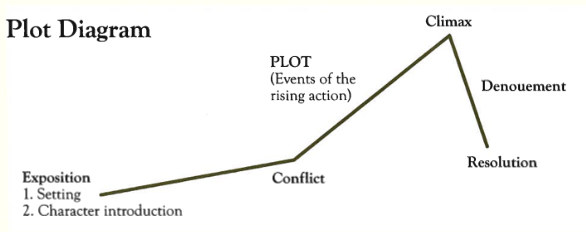 Plot Diagram
Climax
PLOT
(Events of the
rising action)
Denouement
Exposition
1. Setting
2. Character introduction
Conflict
Resolution